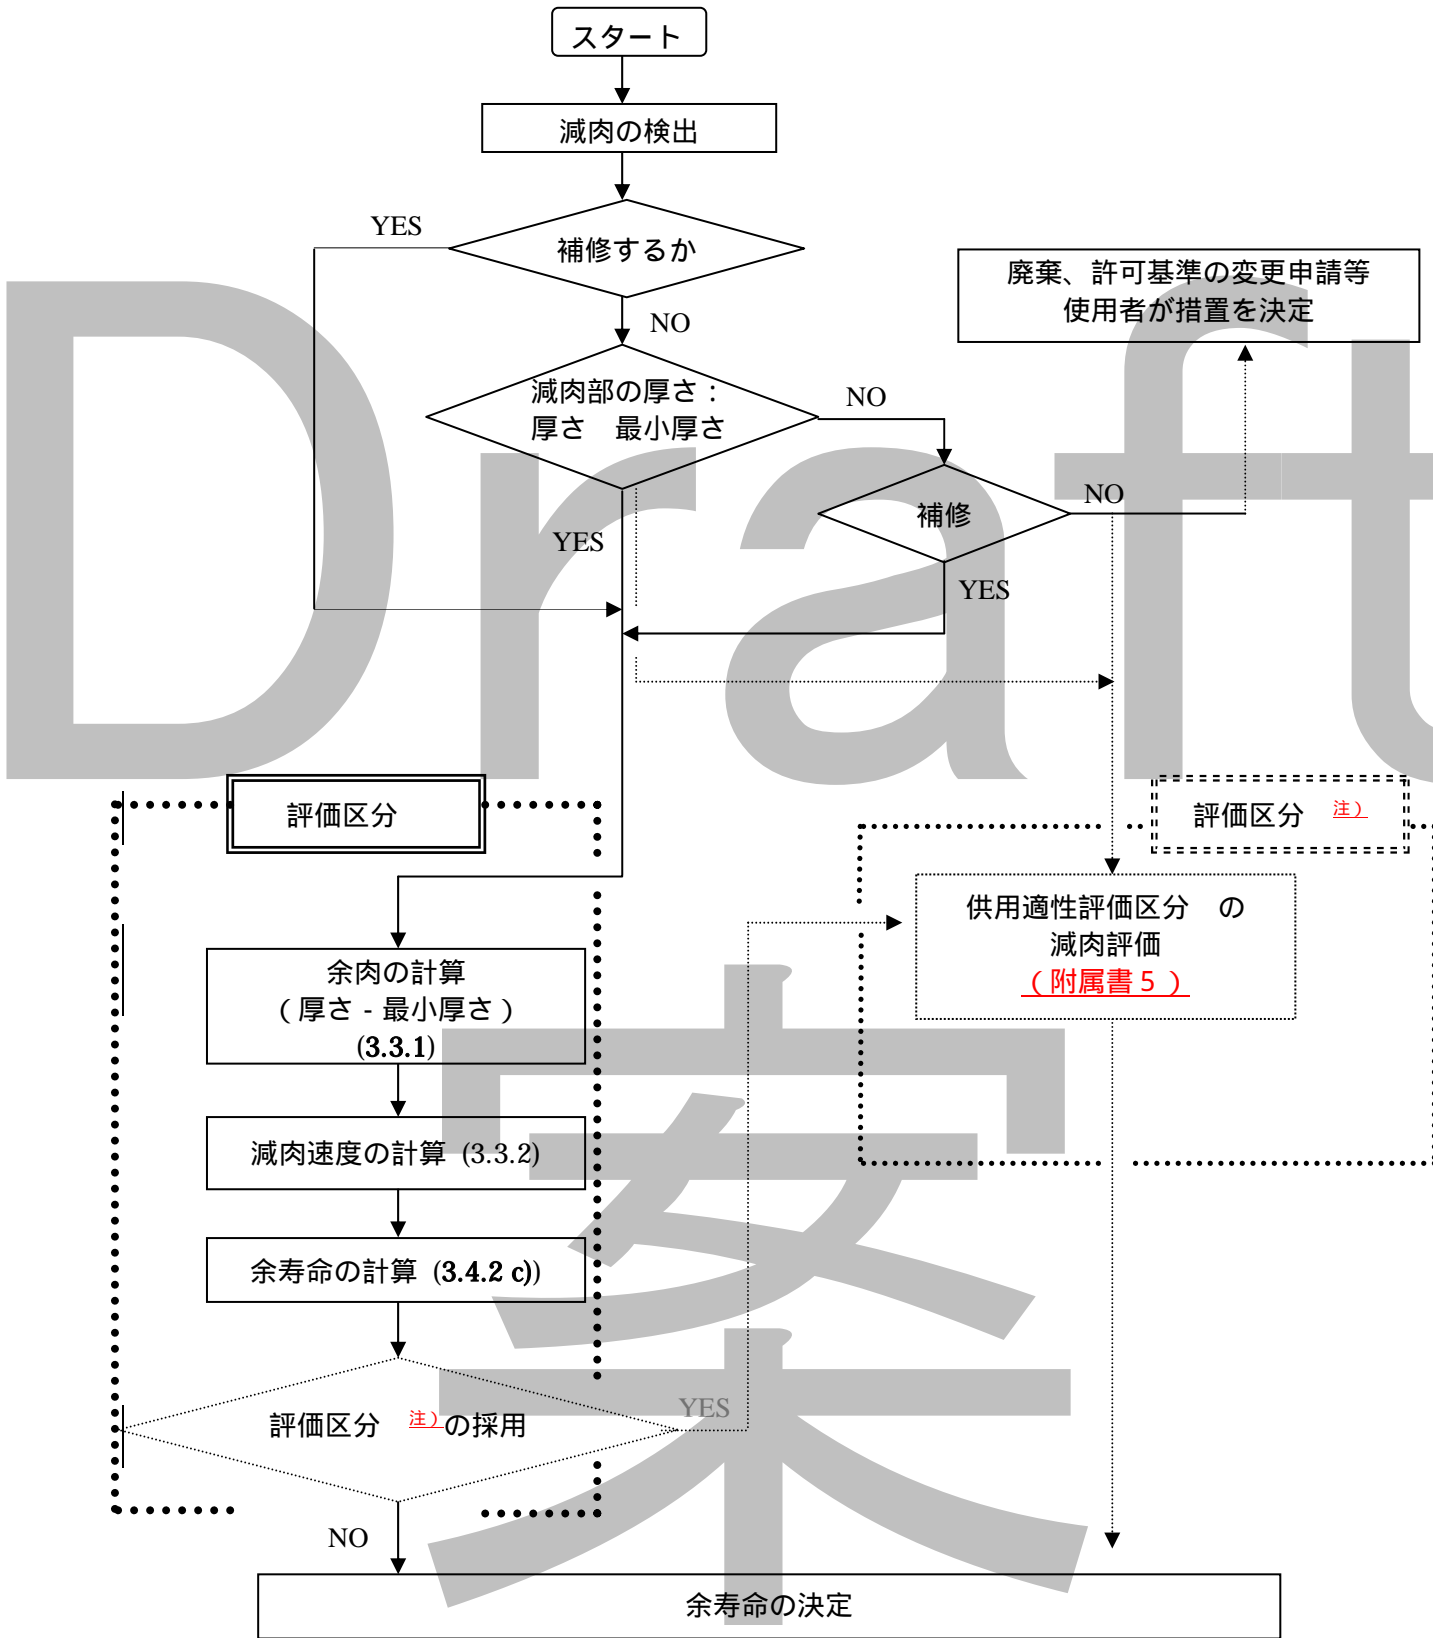 スタート
減肉の検出
YES
補修するか
NO
廃棄、許可基準の変更申請等
使用者が措置を決定
減肉部の厚さ：
厚さ　最小厚さ
NO
補修
NO
YES
YES
Draft
評価区分
評価区分　注）
供用適性評価区分　の
減肉評価
（附属書５）
余肉の計算
（厚さ - 最小厚さ）
(3.3.1)
減肉速度の計算 (3.3.2)
余寿命の計算 (3.4.2 c))
評価区分　注）の採用
YES
NO
案
余寿命の決定